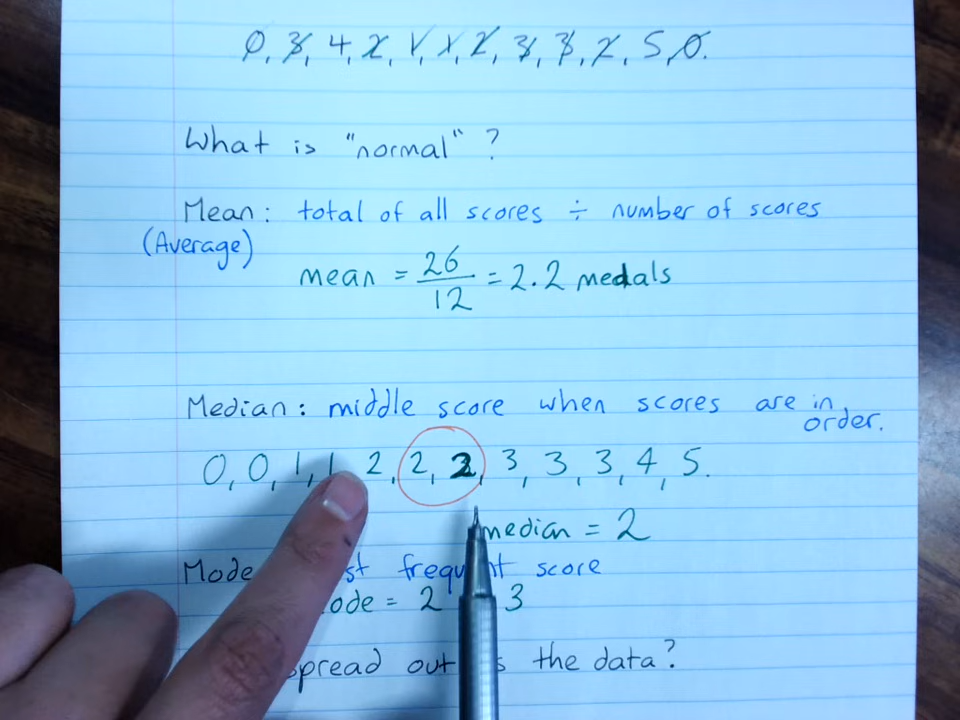 0, 3, 4, 2, 1, 1, 2, 3, 3, 2, 5, 0.
What is "normal" ?
Mean: total of all scores ÷ number of scores
(Average)
mean = 26/12 = 2.2 medals
Median: middle score when scores are in order.
0, 0, 1, 1, 2, 2, 2, 3, 3, 3, 4, 5.
median = 2
Mode score
= 2 3
out the data?